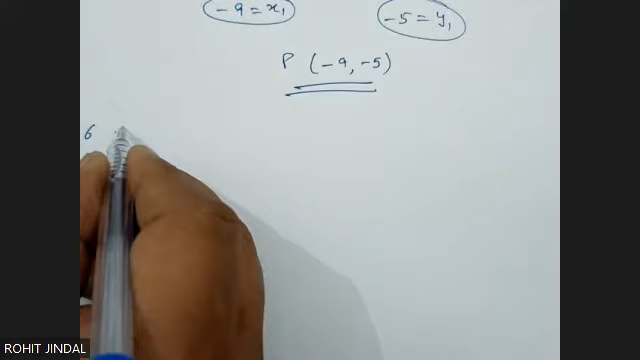 -9 = x₁ -5 = y₁
P (-9, -5)
6
ROHIT JINDAL